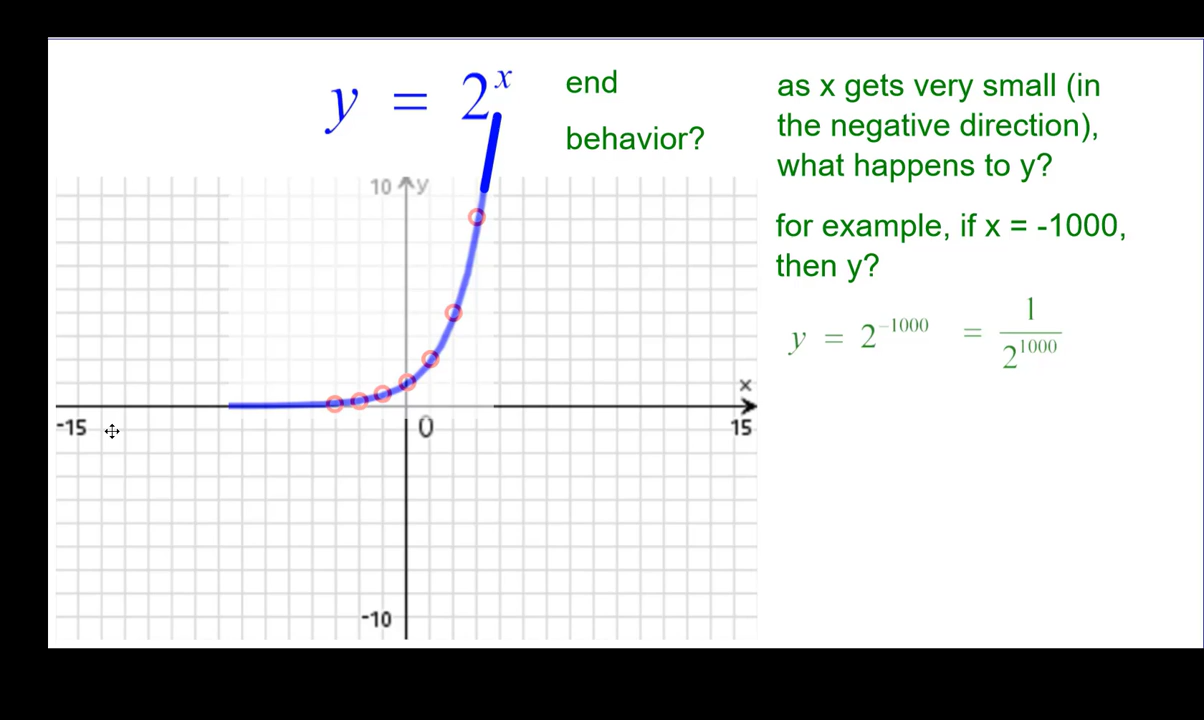 y = 2^x
end
behavior?
as x gets very small (in
the negative direction),
what happens to y?
for example, if x = -1000,
then y?
y = 2^{-1000} = \frac{1}{2^{1000}}
10 y
x
-15 0 15
-10